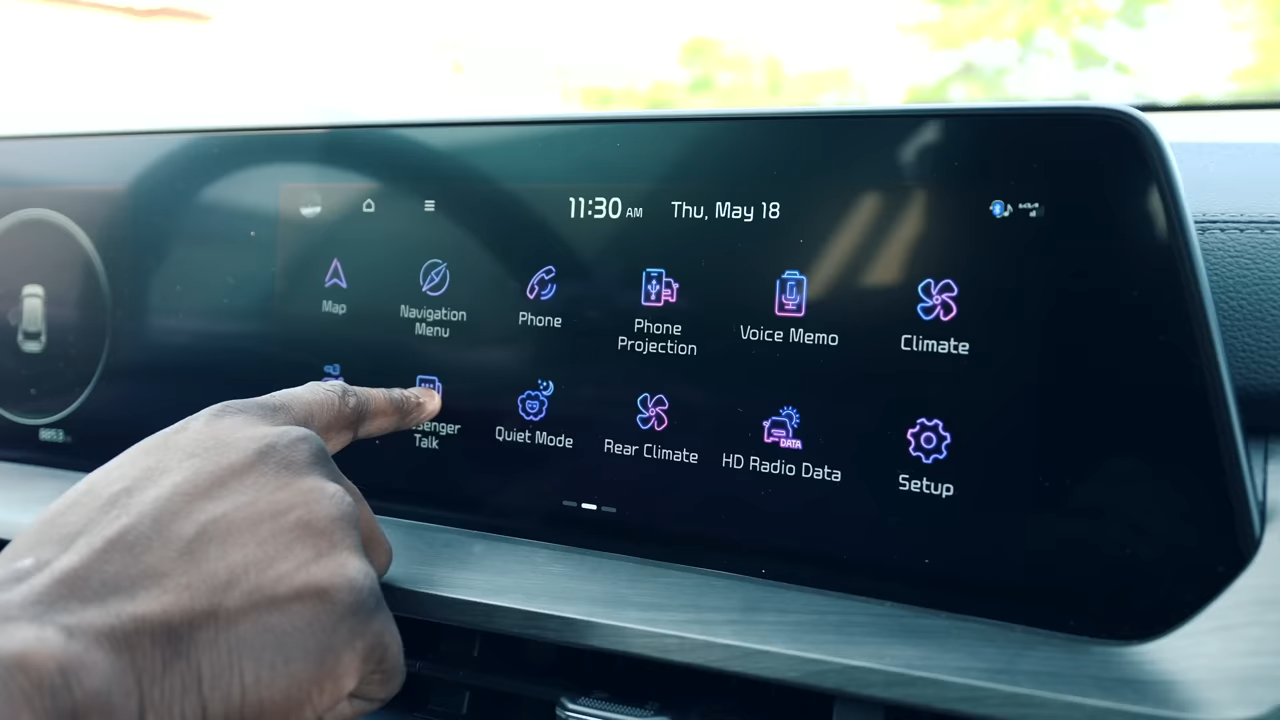 11:30 AM Thu, May 18
Map
Navigation
Menu
Phone
Phone
Projection
Voice Memo
Climate
Talk
Quiet Mode
Rear Climate
HD Radio Data
DATA
Setup